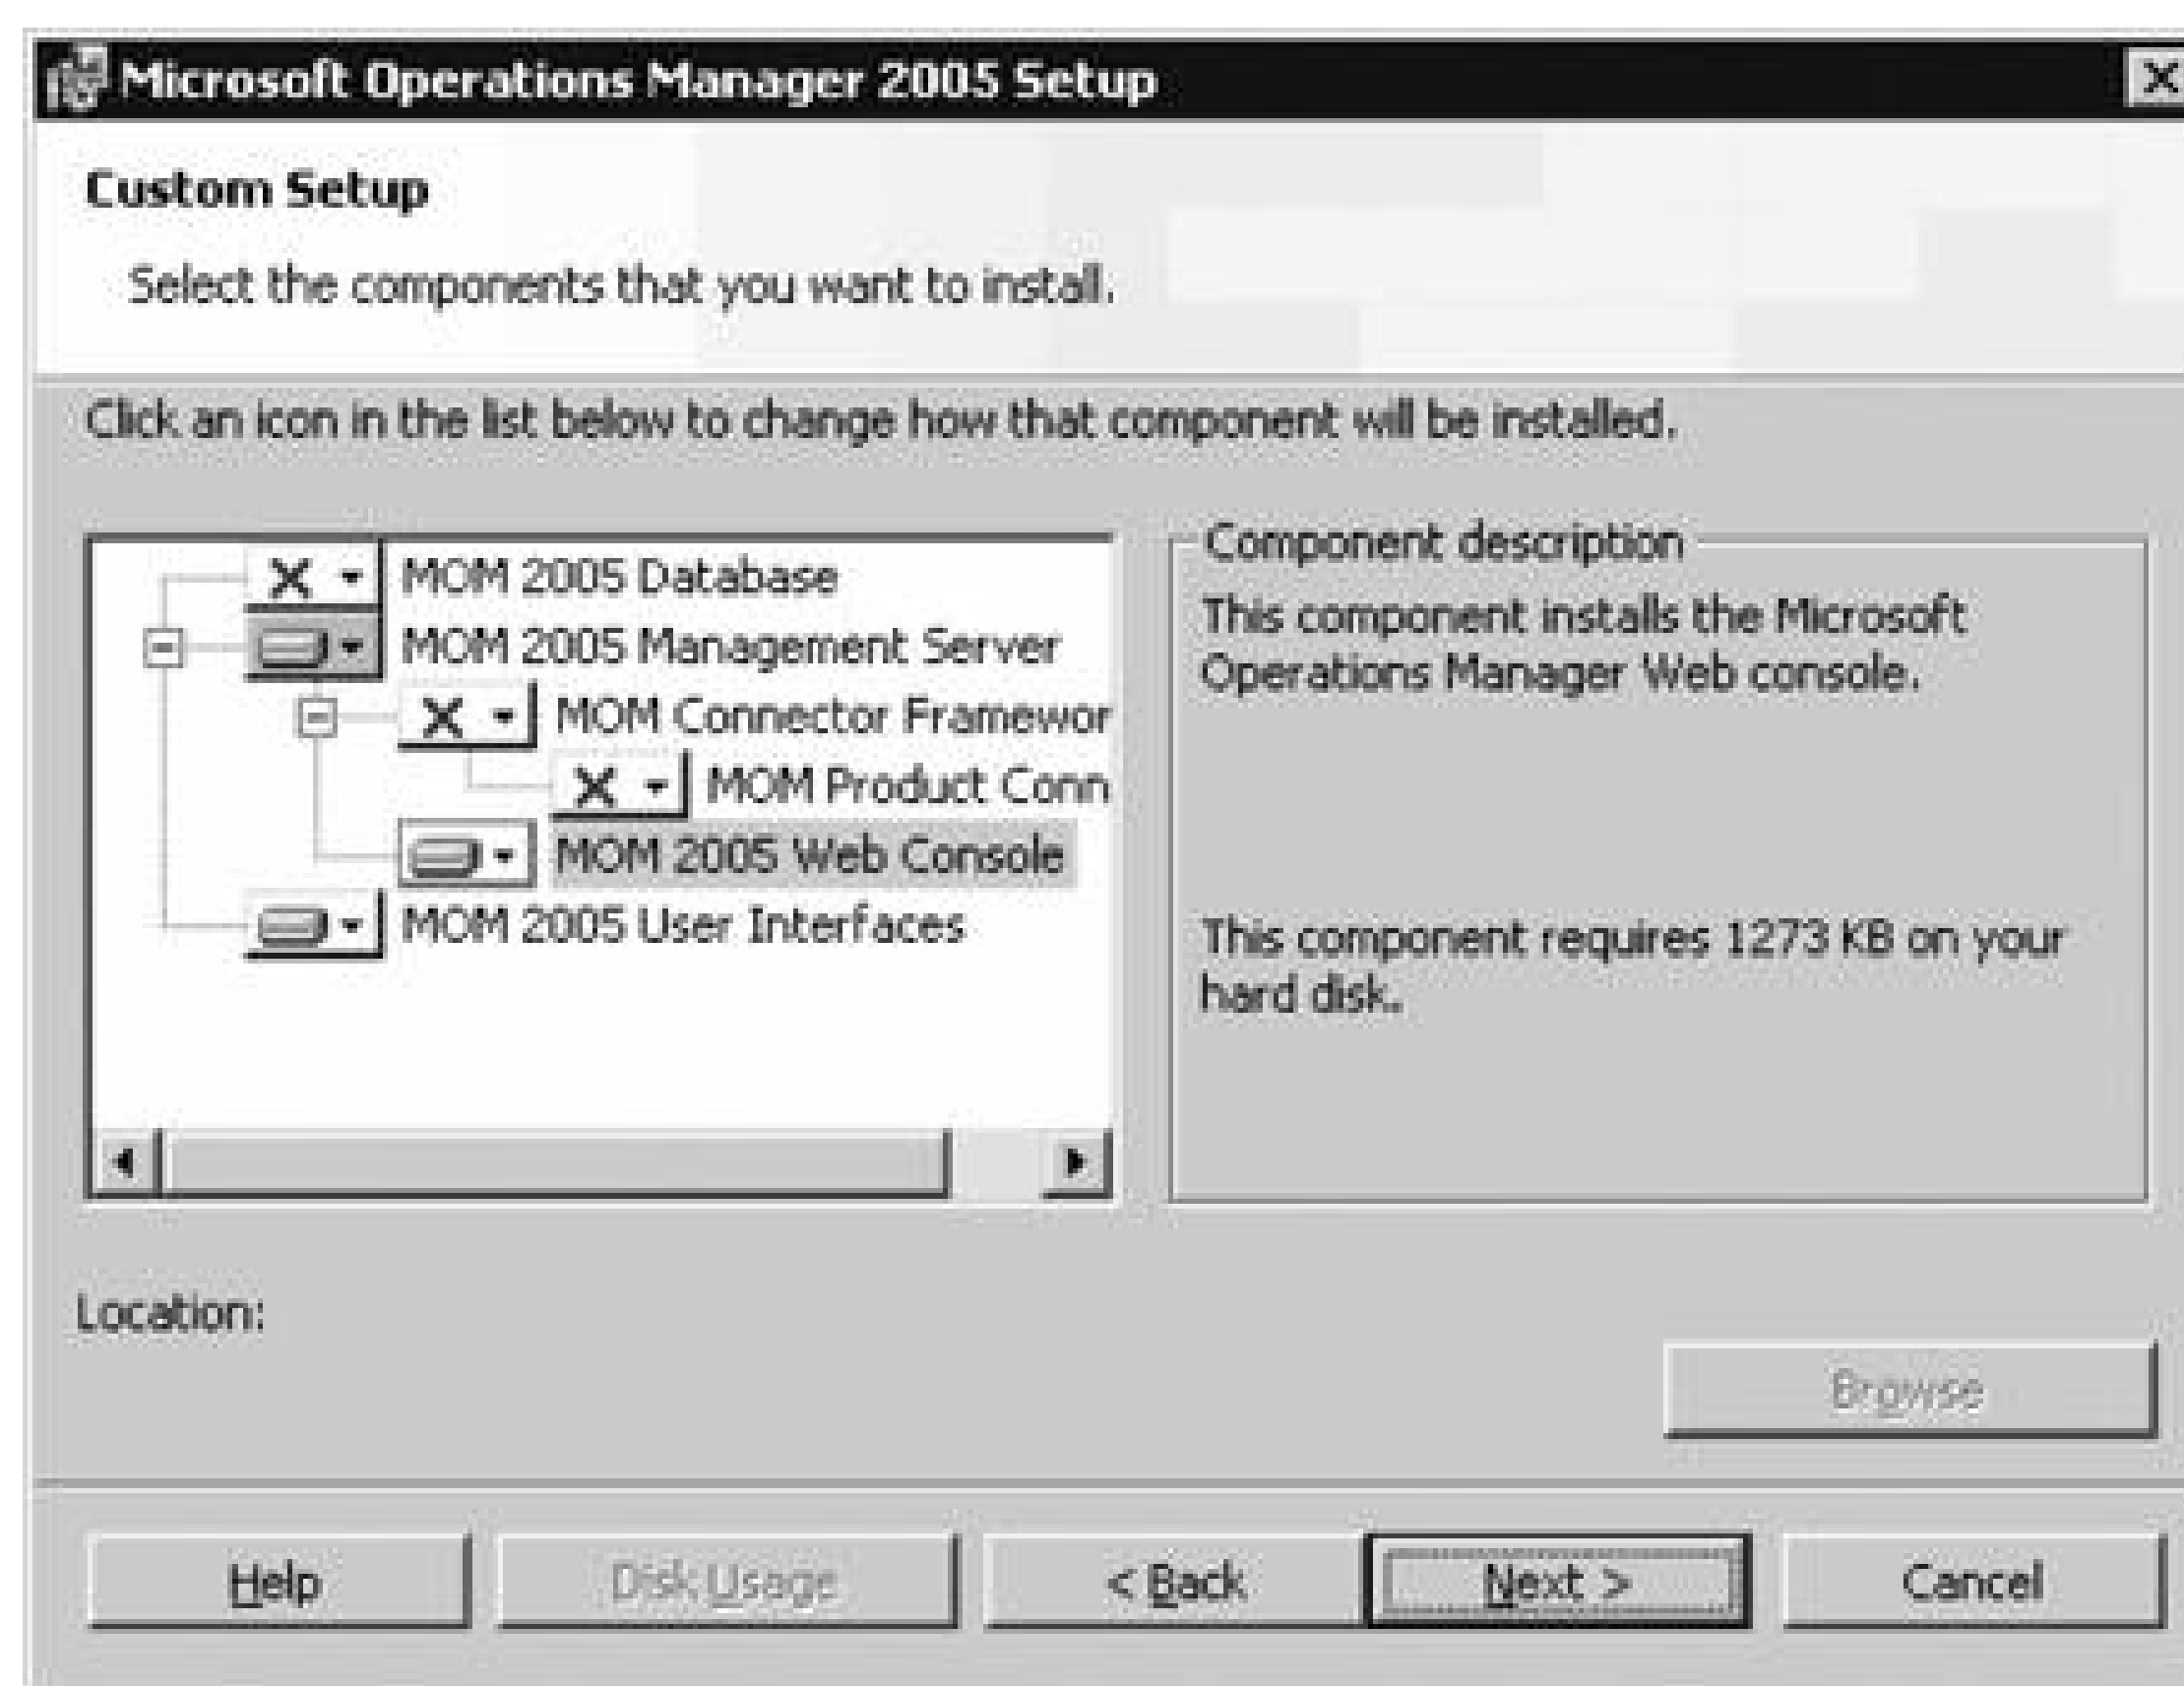 Microsoft Operations Manager 2005 Setup
Custom Setup
Select the components that you want to install.
Click an icon in the list below to change how that component will be installed.
MOM 2005 Database
MOM 2005 Management Server
MOM Connector Framewor
MOM Product Conn
MOM 2005 Web Console
MOM 2005 User Interfaces
Component description
This component installs the Microsoft
Operations Manager Web console.
This component requires 1273 KB on your
hard disk.
Location:
Browse
Help
Disk Usage
< Back
Next >
Cancel